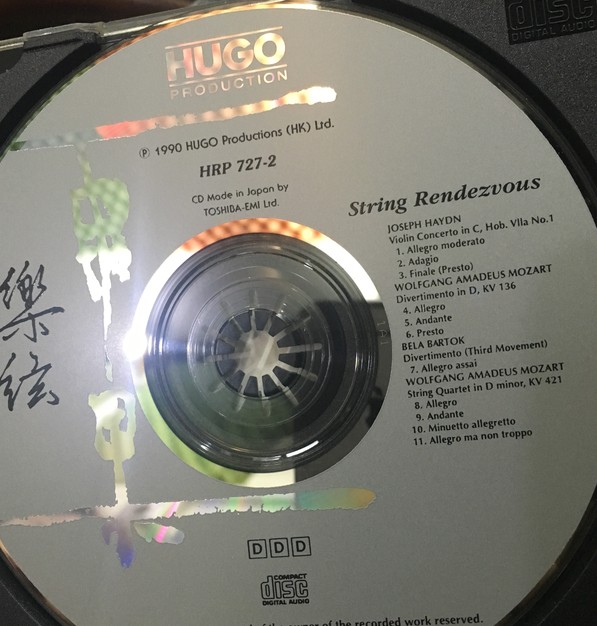 disc
DIGITAL AUDIO
HUGO
PRODUCTION
℗ 1990 HUGO Productions (HK) Ltd.
HRP 727-2
CD Made in Japan by
TOSHIBA-EMI Ltd.
String Rendezvous
JOSEPH HAYDN
Violin Concerto in C, Hob. VIIa No.1
1. Allegro moderato
2. Adagio
3. Finale (Presto)
WOLFGANG AMADEUS MOZART
Divertimento in D, KV 136
4. Allegro
5. Andante
6. Presto
BELA BARTOK
Divertimento (Third Movement)
7. Allegro assai
WOLFGANG AMADEUS MOZART
String Quartet in D minor, KV 421
8. Allegro
9. Andante
10. Minuetto allegretto
11. Allegro ma non troppo
樂
絃
DDD
COMPACT
disc
DIGITAL AUDIO
of the owner of the recorded work reserved.